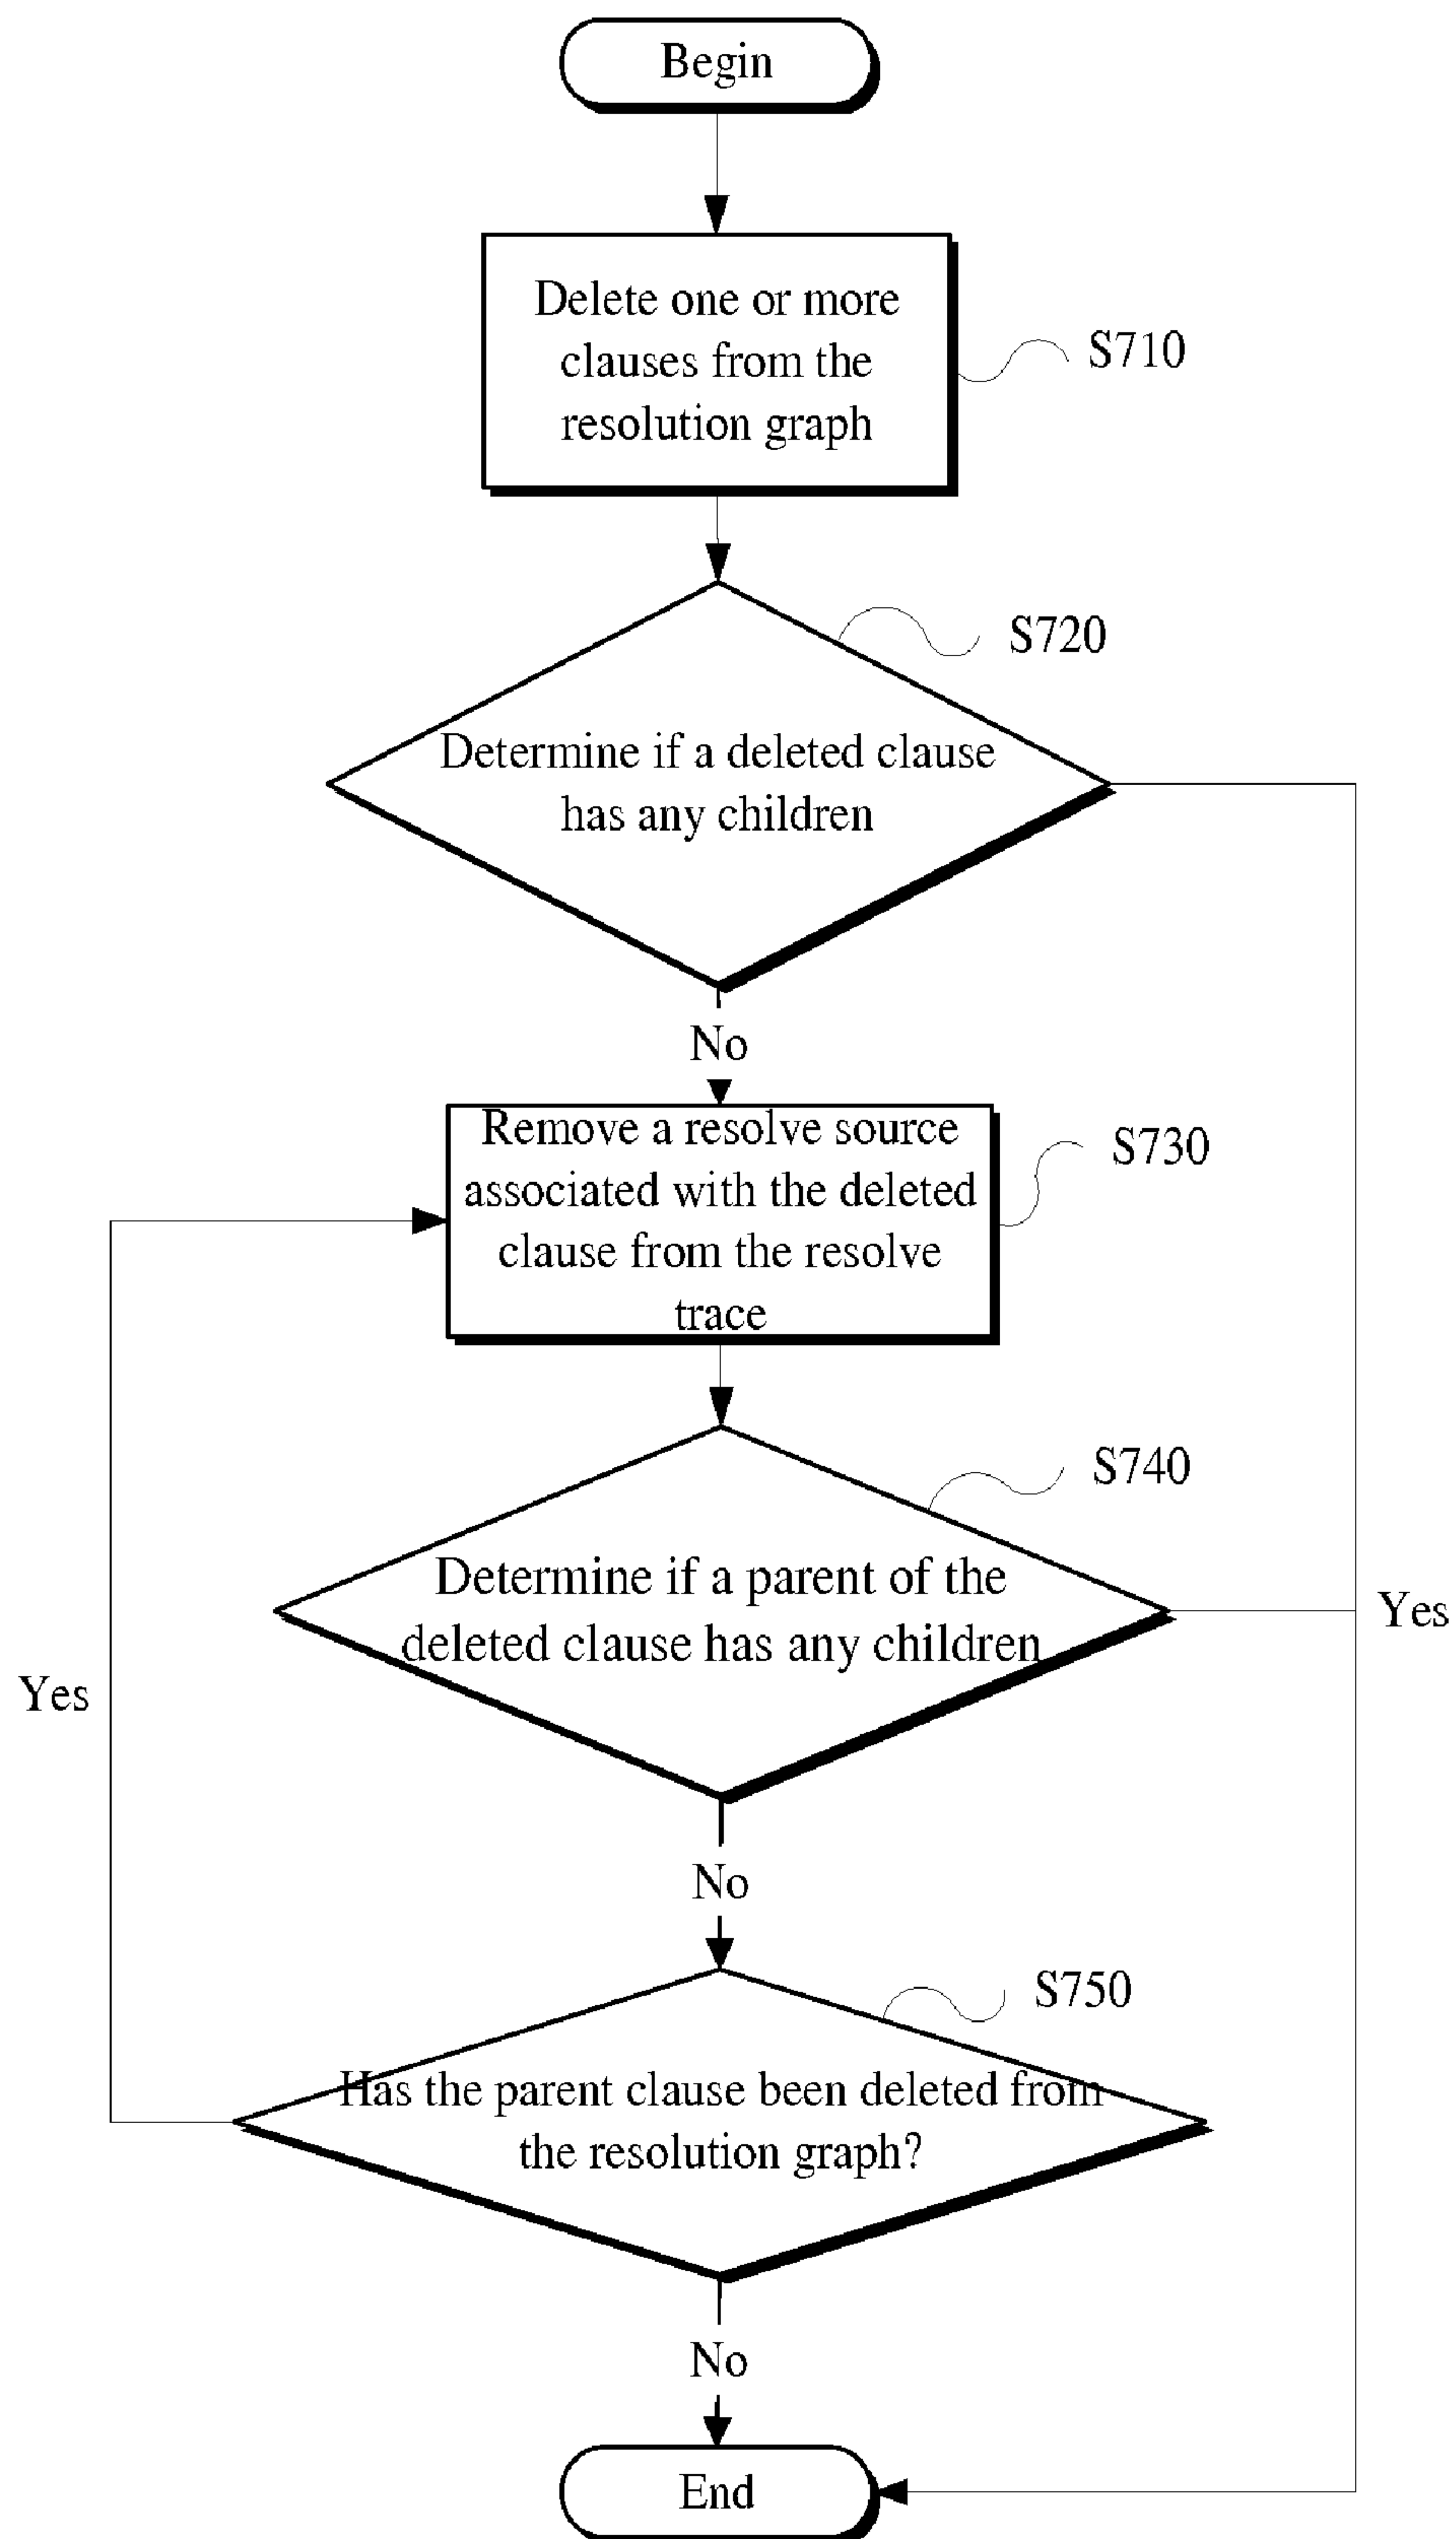 Begin
Delete one or more
clauses from the
resolution graph
S710
S720
Determine if a deleted clause
has any children
No
Remove a resolve source
associated with the deleted
clause from the resolve
trace
S730
S740
Determine if a parent of the
deleted clause has any children
Yes
Yes
No
S750
Has the parent clause been deleted from
the resolution graph?
No
End